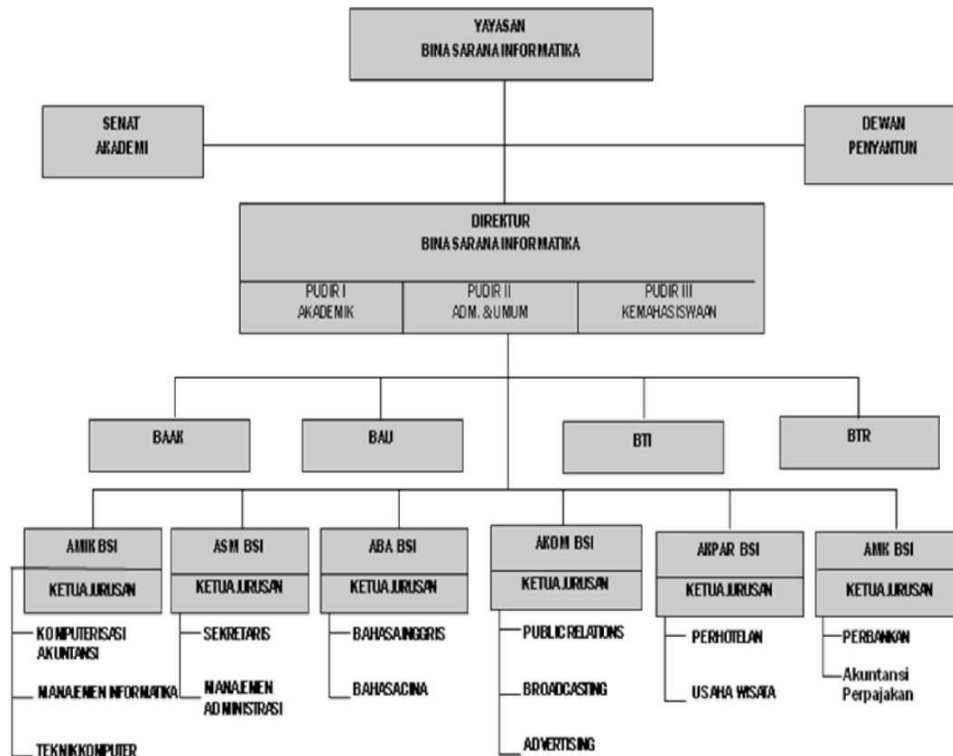 YAYASAN
BINA SARANA INFORMATIKA
SENAT
AKADEMI
DEWAN
PENYANTUN
DIREKTUR
BINA SARANA INFORMATIKA
PUDIR I
AKADEMIK
PUDIR II
ADM. & UMUM
PUDIR III
KEMAHASISWAAN
BAAK
BAU
BTI
BTR
AMIK BSI
KETUA JURUSAN
KOMPUTERISASI
AKUNTANSI
MANAJEMEN INFORMATIKA
TEKNIK KOMPUTER
ASM BSI
KETUA JURUSAN
SEKRETARIS
MANAJEMEN
ADMINISTRASI
ABA BSI
KETUA JURUSAN
BAHASA INGGRIS
BAHASA CINA
AKOM BSI
KETUA JURUSAN
PUBLIC RELATIONS
BROADCASTING
ADVERTISING
AKPAR BSI
KETUA JURUSAN
PERHOTELAN
USAHA WISATA
AMK BSI
KETUA JURUSAN
PERBANKAN
Akuntansi
Perpajakan